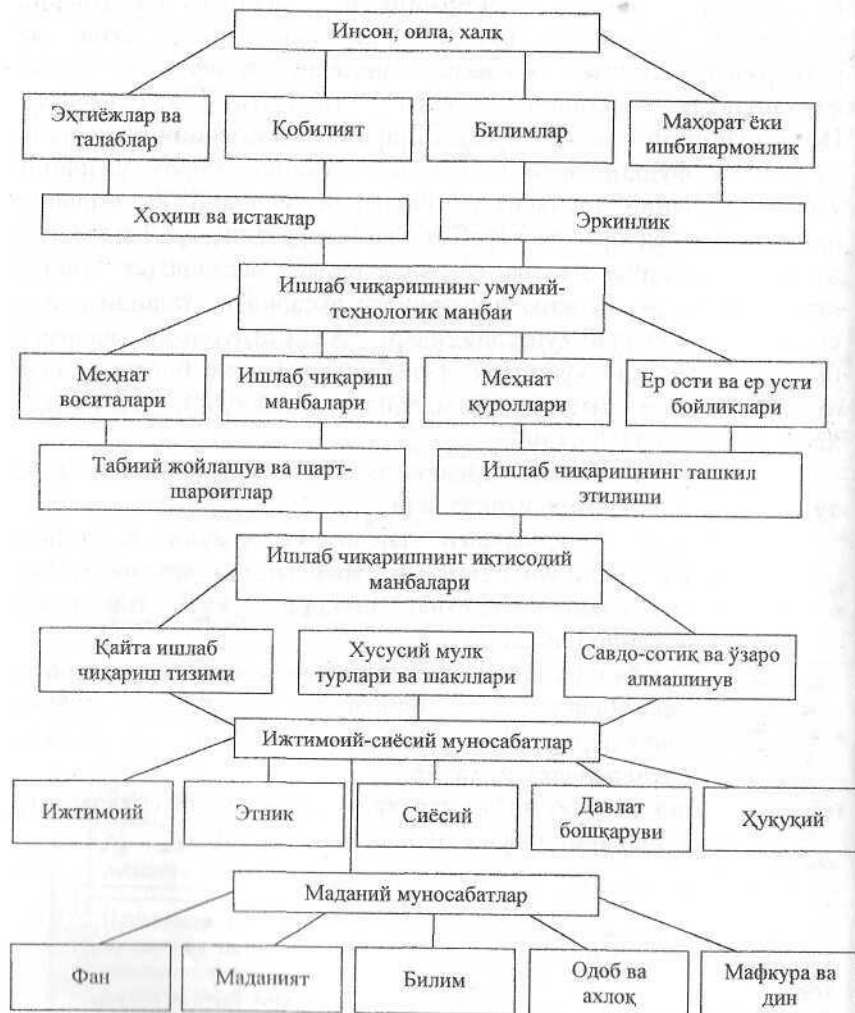 Инсон, оила, халқ
Эҳтиёжлар ва
талаблар
Қобилият
Билимлар
Маҳорат ёки
ишбилармонлик
Хоҳиш ва истаклар
Эркинлик
Ишлаб чиқаришнинг умумий-
технологик манбаи
Меҳнат
воситалари
Ишлаб чиқариш
манбалари
Меҳнат
қуроллари
Ер ости ва ер усти
бойликлари
Табиий жойлашув ва шарт-
шароитлар
Ишлаб чиқаришнинг ташкил
этилиши
Ишлаб чиқаришнинг иқтисодий
манбалари
Қайта ишлаб
чиқариш тизими
Хусусий мулк
турлари ва шакллари
Савдо-сотиқ ва ўзаро
алмашинув
Ижтимоий-сиёсий муносабатлар
Ижтимоий
Этник
Сиёсий
Давлат
бошқаруви
Ҳуқуқий
Маданий муносабатлар
Фан
Маданият
Билим
Одоб ва
ахлоқ
Мафкура ва
дин